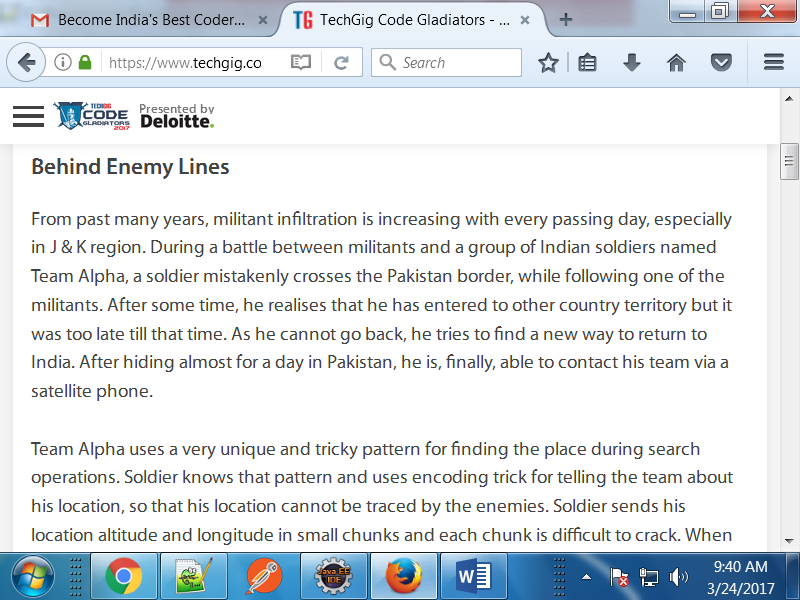 Become India's Best Coder...
TechGig Code Gladiators - ...
https://www.techgig.co
Search
TECHGIG
CODE
GLADIATORS
2017
Presented by
Deloitte.
Behind Enemy Lines
From past many years, militant infiltration is increasing with every passing day, especially
in J & K region. During a battle between militants and a group of Indian soldiers named
Team Alpha, a soldier mistakenly crosses the Pakistan border, while following one of the
militants. After some time, he realises that he has entered to other country territory but it
was too late till that time. As he cannot go back, he tries to find a new way to return to
India. After hiding almost for a day in Pakistan, he is, finally, able to contact his team via a
satellite phone.
Team Alpha uses a very unique and tricky pattern for finding the place during search
operations. Soldier knows that pattern and uses encoding trick for telling the team about
his location, so that his location cannot be traced by the enemies. Soldier sends his
location altitude and longitude in small chunks and each chunk is difficult to crack. When
Java EE
IDE
9:40 AM
3/24/2017